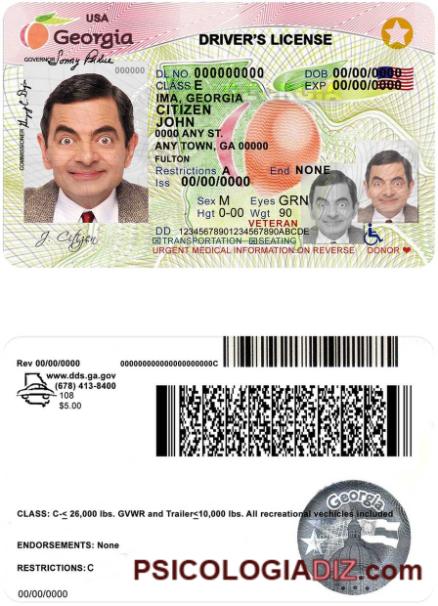 USA
Georgia
DRIVER'S LICENSE
GOVERNOR Sonny Perdue
000000
COMMISSIONER
DL NO. 000000000 DOB 00/00/0000
CLASS E EXP 00/00/0000
IMA, GEORGIA
CITIZEN
JOHN
0000 ANY ST.
ANY TOWN, GA 00000
FULTON
Restrictions A End NONE
Iss 00/00/0000
Sex M Eyes GRN
Hgt 0-00 Wgt 90
VETERAN
DD 12345678901234567890ABCDE
TRANSPORTATION SEATING
URGENT MEDICAL INFORMATION ON REVERSE DONOR
J. Citizen
Rev 00/00/0000
www.dds.ga.gov
(678) 413-8400
108
$5.00
CLASS: C-≤ 26,000 lbs. GVWR and Trailer≤10,000 lbs. All recreational vechicles included
Georgia
ENDORSEMENTS: None
RESTRICTIONS: C
PSICOLOGIADIZ.com
00/00/0000